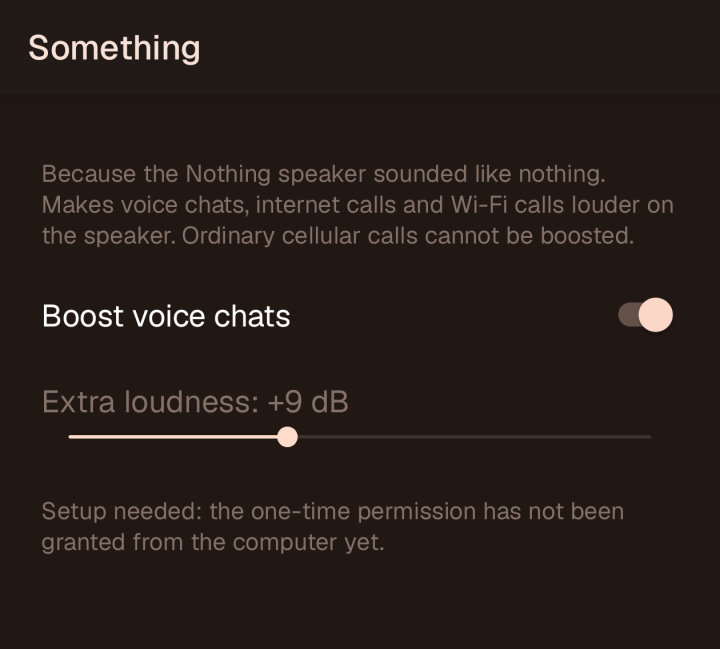 Something
Because the Nothing speaker sounded like nothing.
Makes voice chats, internet calls and Wi-Fi calls louder on
the speaker. Ordinary cellular calls cannot be boosted.
Boost voice chats
Extra loudness: +9 dB
Setup needed: the one-time permission has not been
granted from the computer yet.